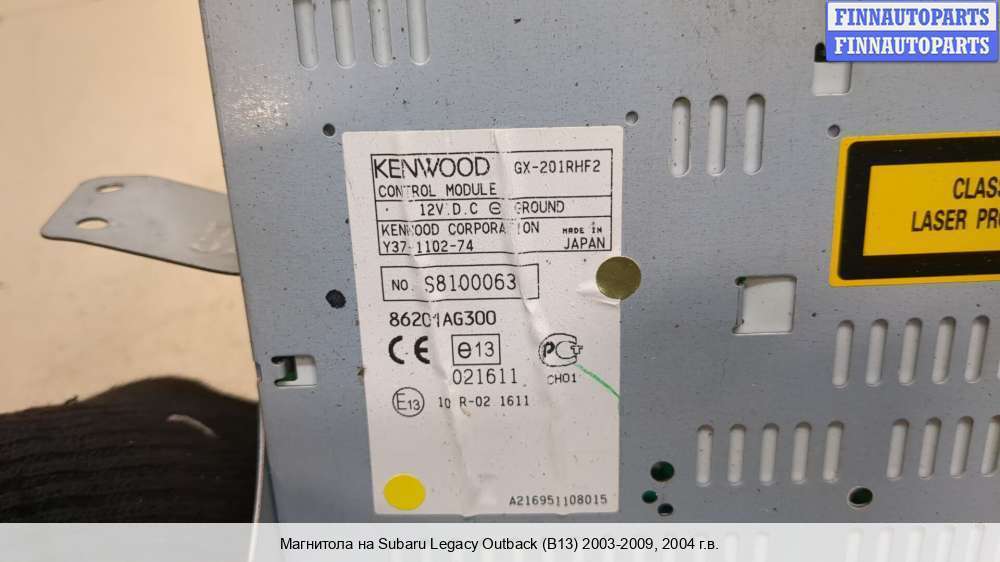 FINNAUTOPARTS
FINNAUTOPARTS
KENWOOD GX-201RHF2
CONTROL MODULE
12V D.C ⊖ GROUND
KENWOOD CORPORATION
MADE IN
Y37-1102-74 JAPAN
NO. S8100063
86201AG300
CE e13
021611
PCT
CH01
E13 10 R-02 1611
A216951108015
CLASS
LASER PRO
Магнитола на Subaru Legacy Outback (B13) 2003-2009, 2004 г.в.